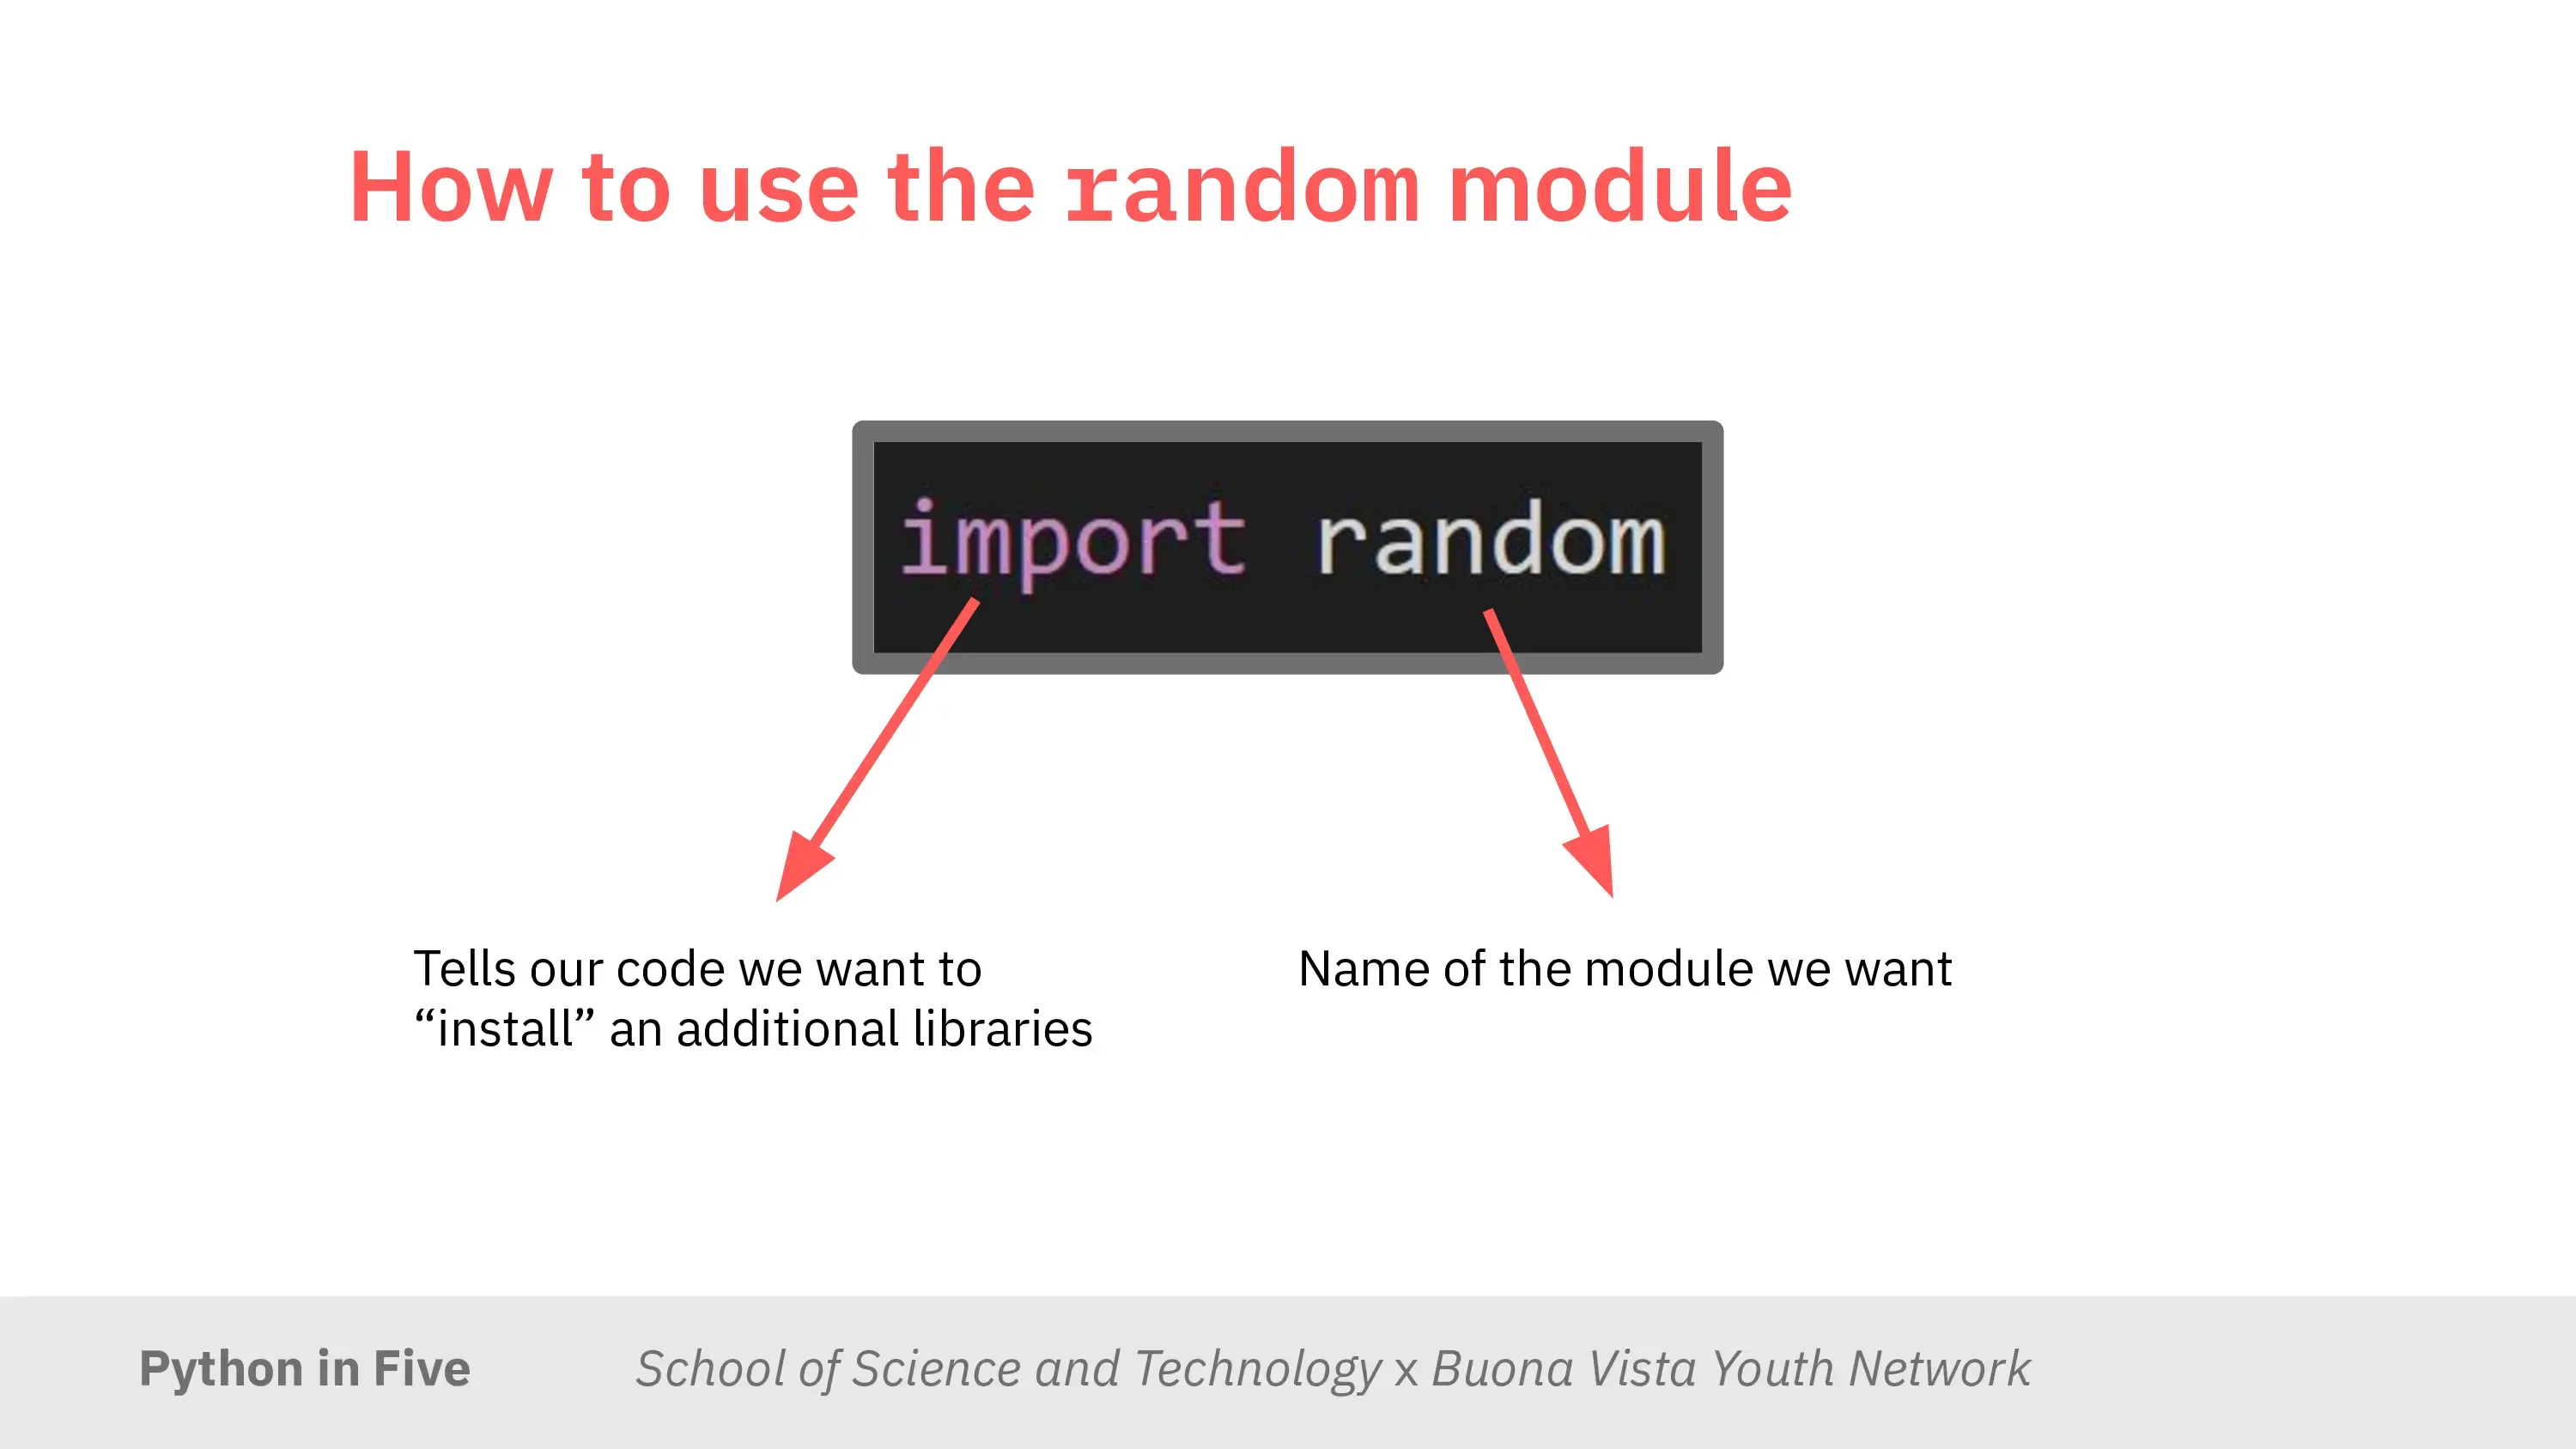 How to use the random module
import random
Tells our code we want to
“install” an additional libraries
Name of the module we want
Python in Five
School of Science and Technology x Buona Vista Youth Network